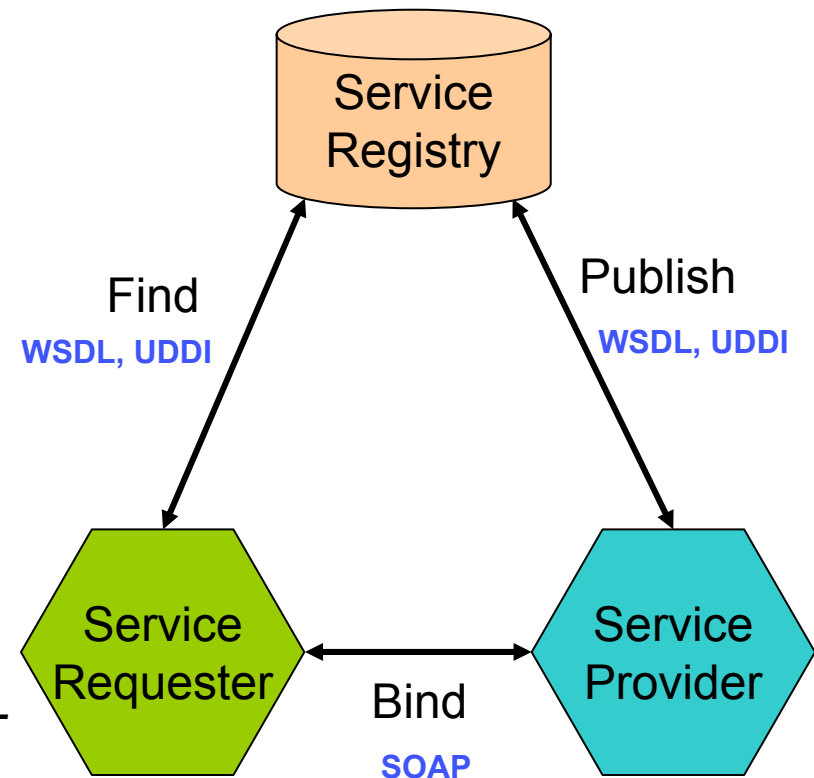 Service
Registry
Find
WSDL, UDDI
Publish
WSDL, UDDI
Service
Requester
Service
Provider
Bind
SOAP